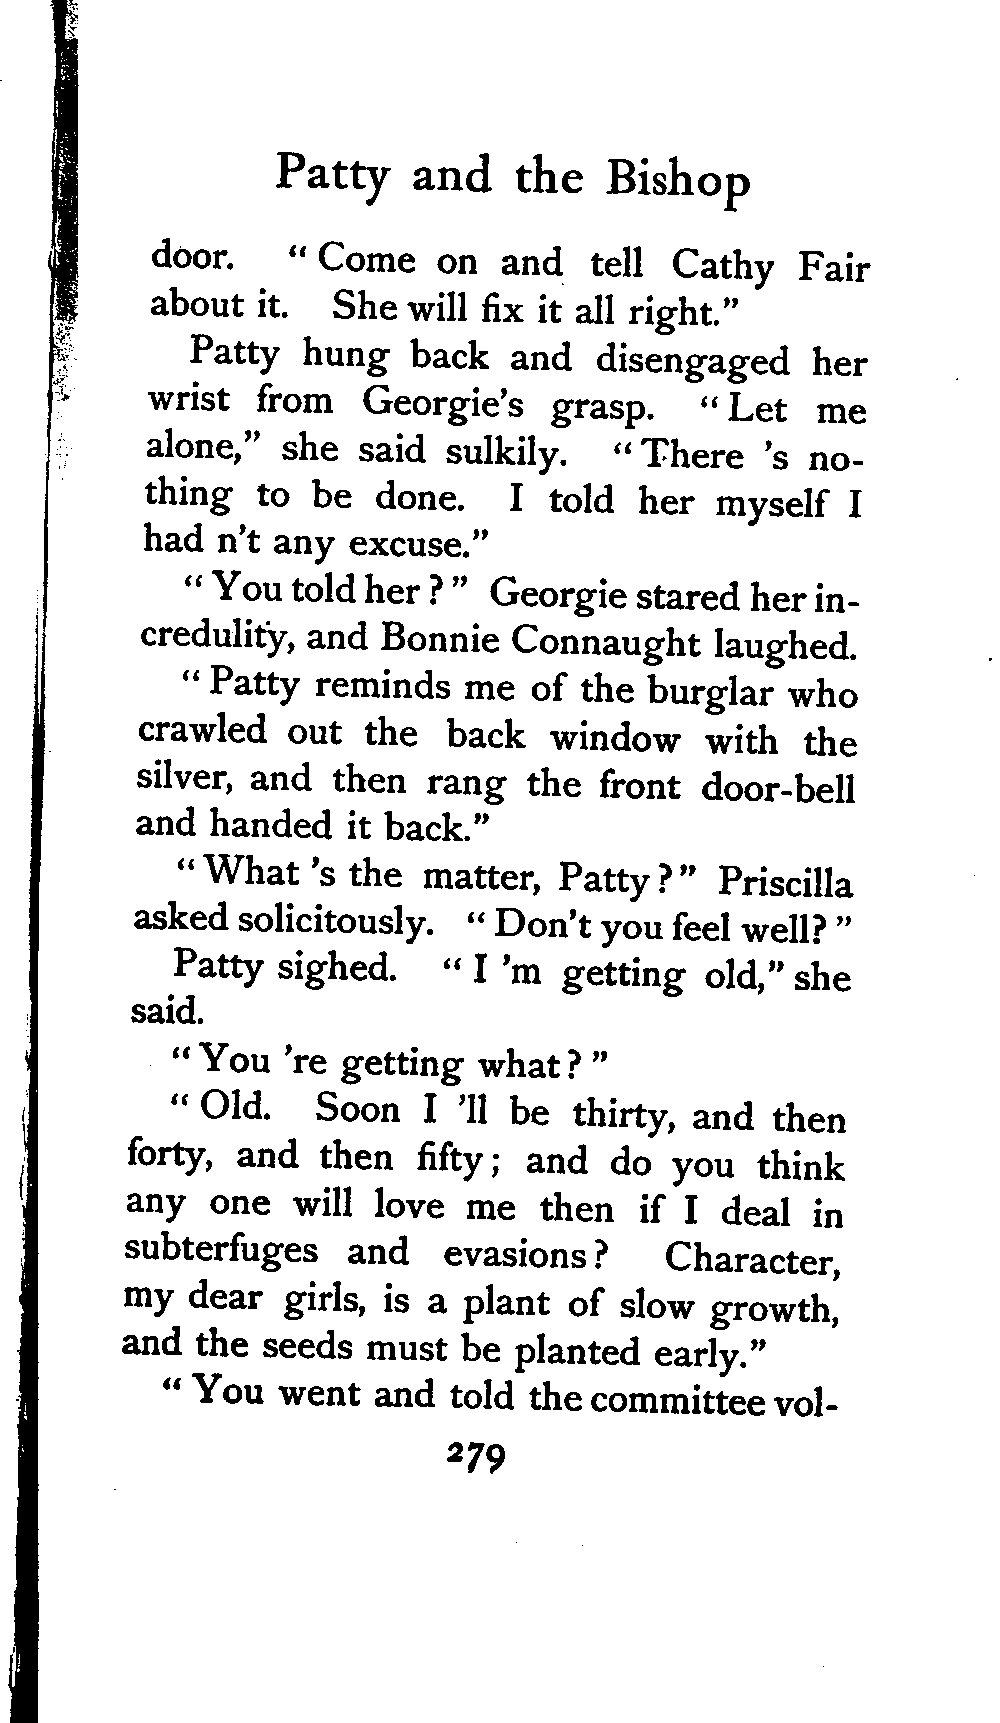 Patty and the Bishop
door. “ Come on and tell Cathy Fair
about it. She will fix it all right.”
Patty hung back and disengaged her
wrist from Georgie's grasp. “ Let me
alone,” she said sulkily. “ There 's no-
thing to be done. I told her myself I
had n't any excuse.”
“ You told her ? ” Georgie stared her in-
credulity, and Bonnie Connaught laughed.
“ Patty reminds me of the burglar who
crawled out the back window with the
silver, and then rang the front door-bell
and handed it back.”
“ What 's the matter, Patty ? ” Priscilla
asked solicitously. “ Don't you feel well? ”
Patty sighed. “ I 'm getting old,” she
said.
“ You 're getting what ? ”
“ Old. Soon I 'll be thirty, and then
forty, and then fifty ; and do you think
any one will love me then if I deal in
subterfuges and evasions ? Character,
my dear girls, is a plant of slow growth,
and the seeds must be planted early.”
“ You went and told the committee vol-
279